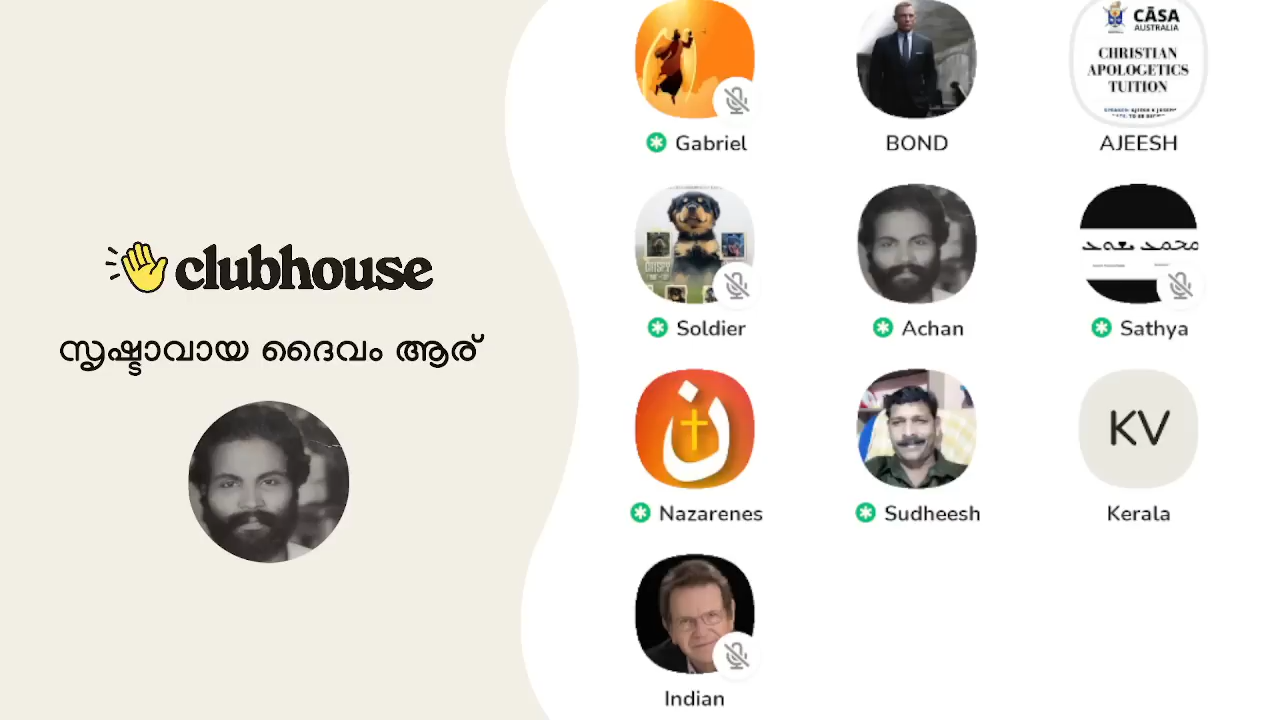 clubhouse
സൃഷ്ടാവായ ദൈവം ആര്
CĀSA
AUSTRALIA
CHRISTIAN
APOLOGETICS
TUITION
Gabriel
BOND
AJEESH
Soldier
Achan
Sathya
ن
Nazarenes
Sudheesh
KV
Kerala
Indian